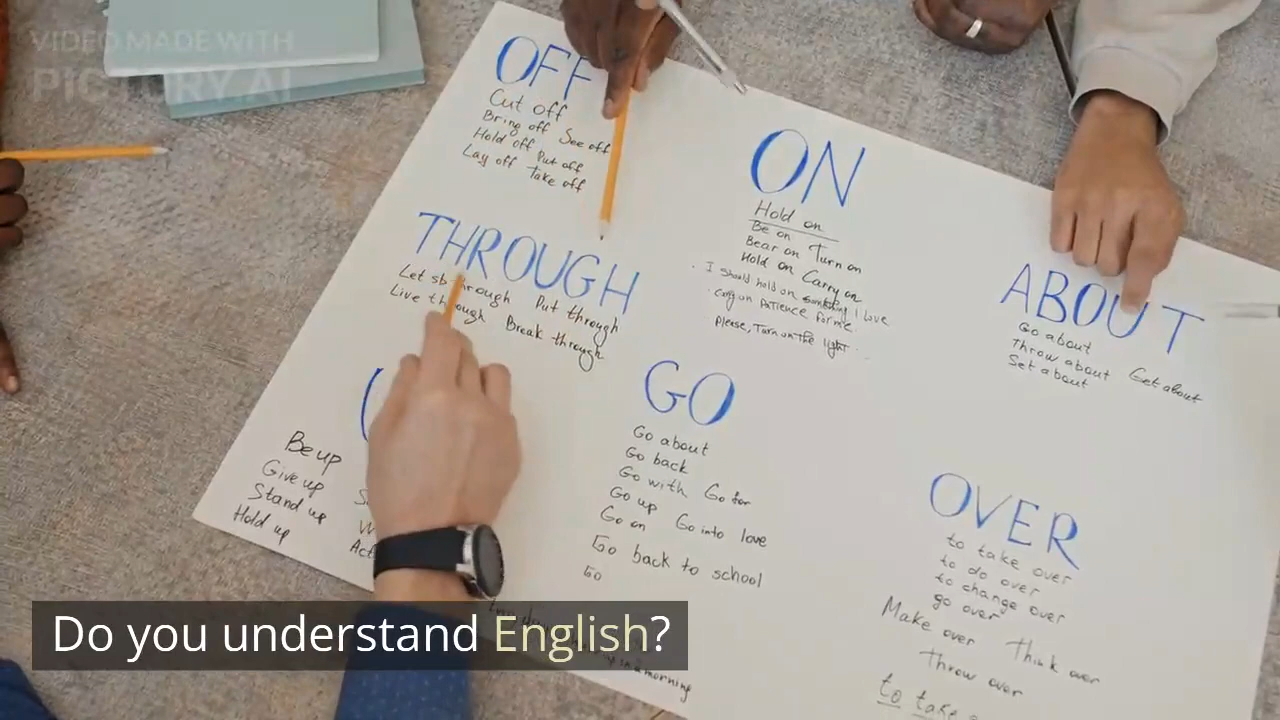 VIDEO MADE WITH
PICTORY.AI
OFF
Cut off
Bring off See off
Hold off Put off
Lay off Take off
THROUGH
Let sb through Put through
Live through Break through
ON
Hold on
Be on Turn on
Bear on
Hold on Carry on
I should hold on something I love
carry on patience for me
Please, Turn on the light
ABOUT
Go about
Throw about Get about
Set about
Be up
Give up
Stand up
Hold up
GO
Go about
Go back
Go with Go for
Go up Go into love
Go on
Go back to school
Go
OVER
to take over
to do over
to change over
go over
Make over Think over
Throw over
to take
Do you understand English?